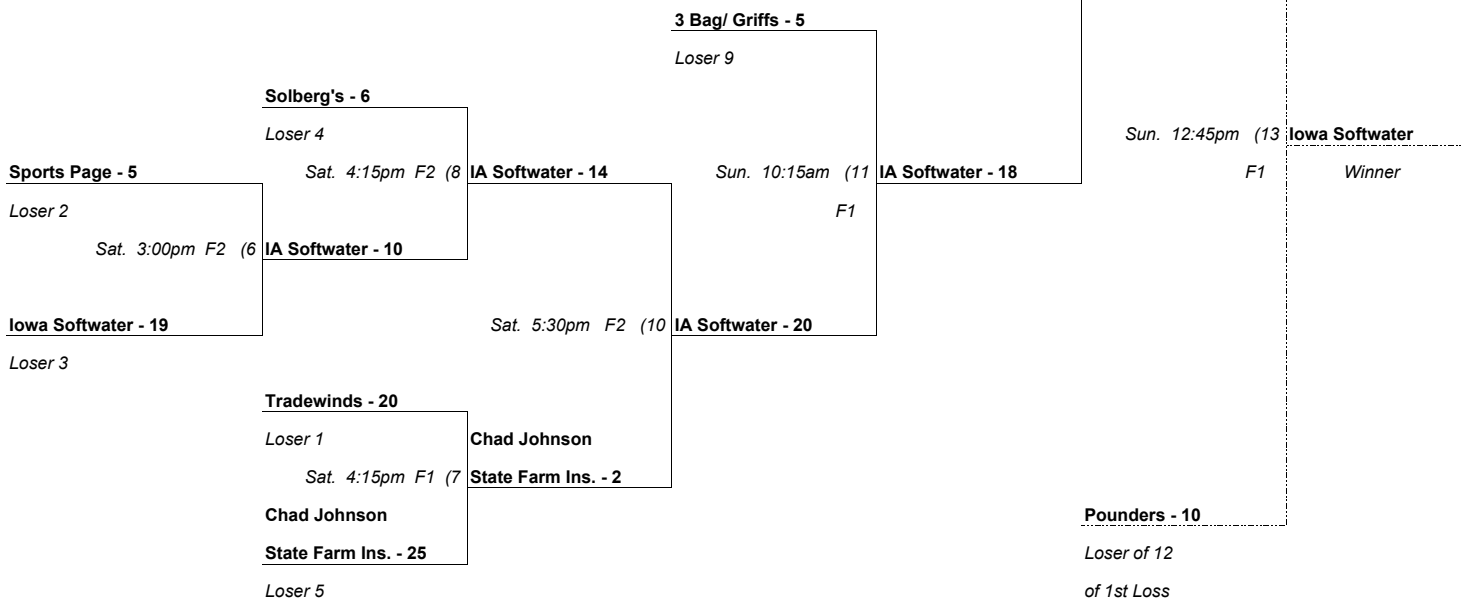 3 Bag/ Griffs - 5
Loser 9
Solberg's - 6
Loser 4
Sun. 12:45pm (13 Iowa Softwater
Sports Page - 5
Sat. 4:15pm F2 (8 IA Softwater - 14
Sun. 10:15am (11 IA Softwater - 18
F1
Winner
Loser 2
F1
Sat. 3:00pm F2 (6 IA Softwater - 10
Iowa Softwater - 19
Sat. 5:30pm F2 (10 IA Softwater - 20
Loser 3
Tradewinds - 20
Loser 1
Chad Johnson
Sat. 4:15pm F1 (7 State Farm Ins. - 2
Chad Johnson
Pounders - 10
State Farm Ins. - 25
Loser of 12
Loser 5
of 1st Loss